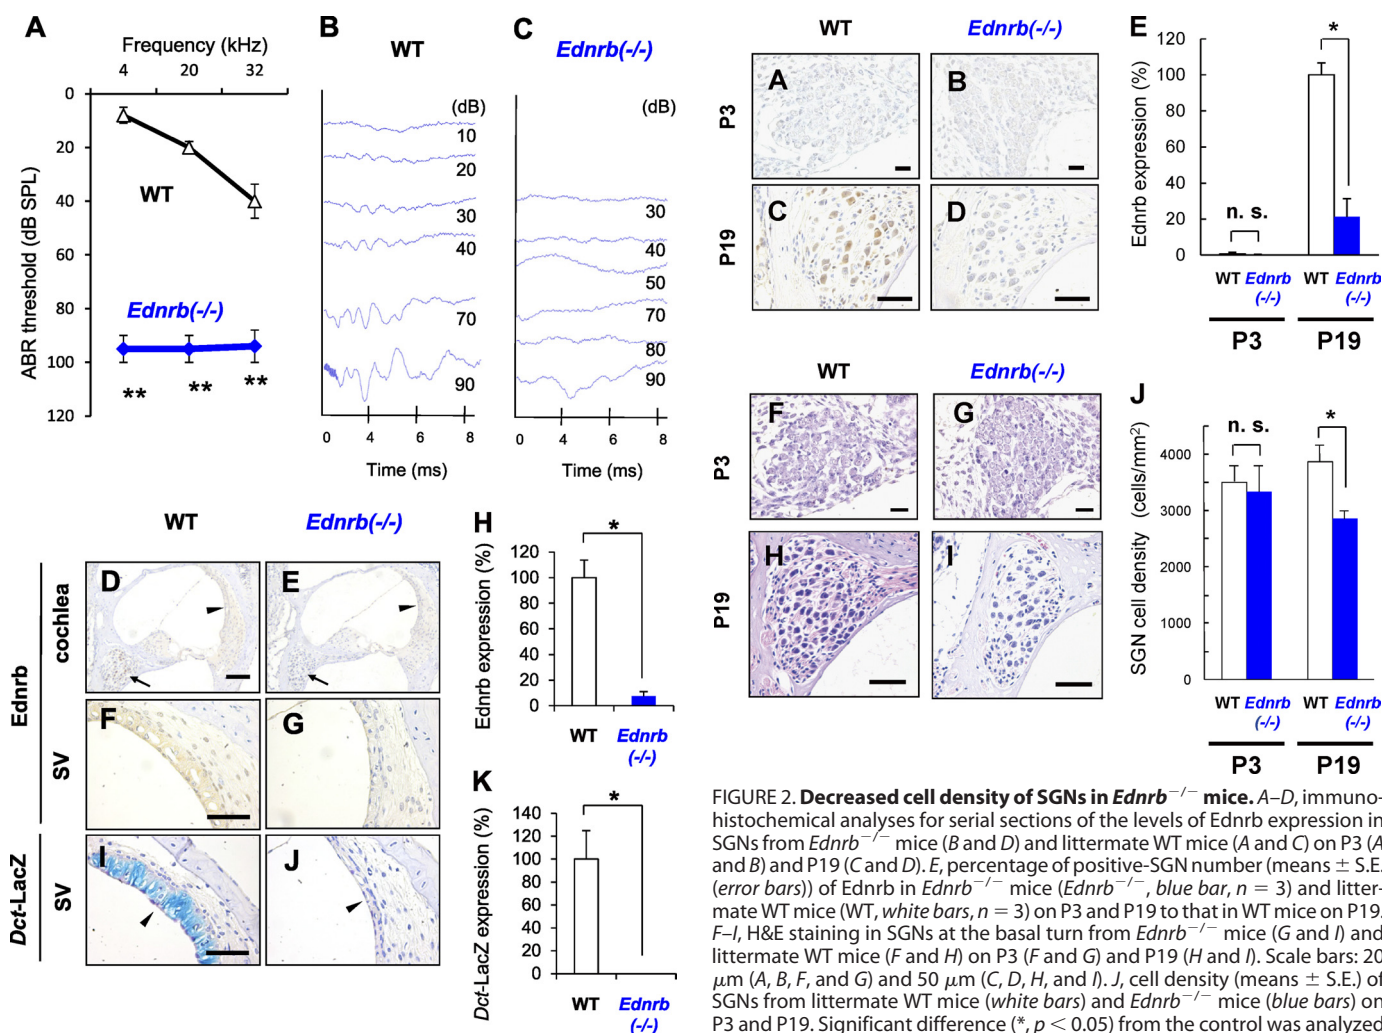 A
Frequency (kHz)
4 20 32
0
20
40
60
80
100
120
ABR threshold (dB SPL)
WT
Ednrb(-/-)
** ** **
B
WT
(dB)
10
20
30
40
70
90
0 4 6 8
Time (ms)
C
Ednrb(-/-)
(dB)
30
40
50
70
80
90
0 4 6 8
Time (ms)
WT Ednrb(-/-)
Ednrb
cochlea
D E
SV
F G
Dct-LacZ
SV
I J
H
Ednrb expression (%)
120
100
80
60
40
20
0
*
WT Ednrb
(-/-)
K
Dct-LacZ expression (%)
140
120
100
80
60
40
20
0
*
WT Ednrb
(-/-)
WT Ednrb(-/-)
P3
A B
P19
C D
E
Ednrb expression (%)
120
100
80
60
40
20
0
n. s.
*
WT Ednrb WT Ednrb
(-/-) (-/-)
P3 P19
WT Ednrb(-/-)
P3
F G
P19
H I
J
SGN cell density (cells/mm²)
4000
3000
3000
2000
1000
0
n. s.
*
WT Ednrb WT Ednrb
(-/-) (-/-)
P3 P19
FIGURE 2. Decreased cell density of SGNs in Ednrb−/− mice. A–D, immuno-
histochemical analyses for serial sections of the levels of Ednrb expression in
SGNs from Ednrb−/− mice (B and D) and littermate WT mice (A and C) on P3 (A
and B) and P19 (C and D). E, percentage of positive-SGN number (means ± S.E.
(error bars)) of Ednrb in Ednrb−/− mice (Ednrb−/−, blue bar, n = 3) and litter-
mate WT mice (WT, white bars, n = 3) on P3 and P19 to that in WT mice on P19.
F–I, H&E staining in SGNs at the basal turn from Ednrb−/− mice (G and I) and
littermate WT mice (F and H) on P3 (F and G) and P19 (H and I). Scale bars: 20
μm (A, B, F, and G) and 50 μm (C, D, H, and I). J, cell density (means ± S.E.) of
SGNs from littermate WT mice (white bars) and Ednrb−/− mice (blue bars) on
P3 and P19. Significant difference (*, p < 0.05) from the control was analyzed